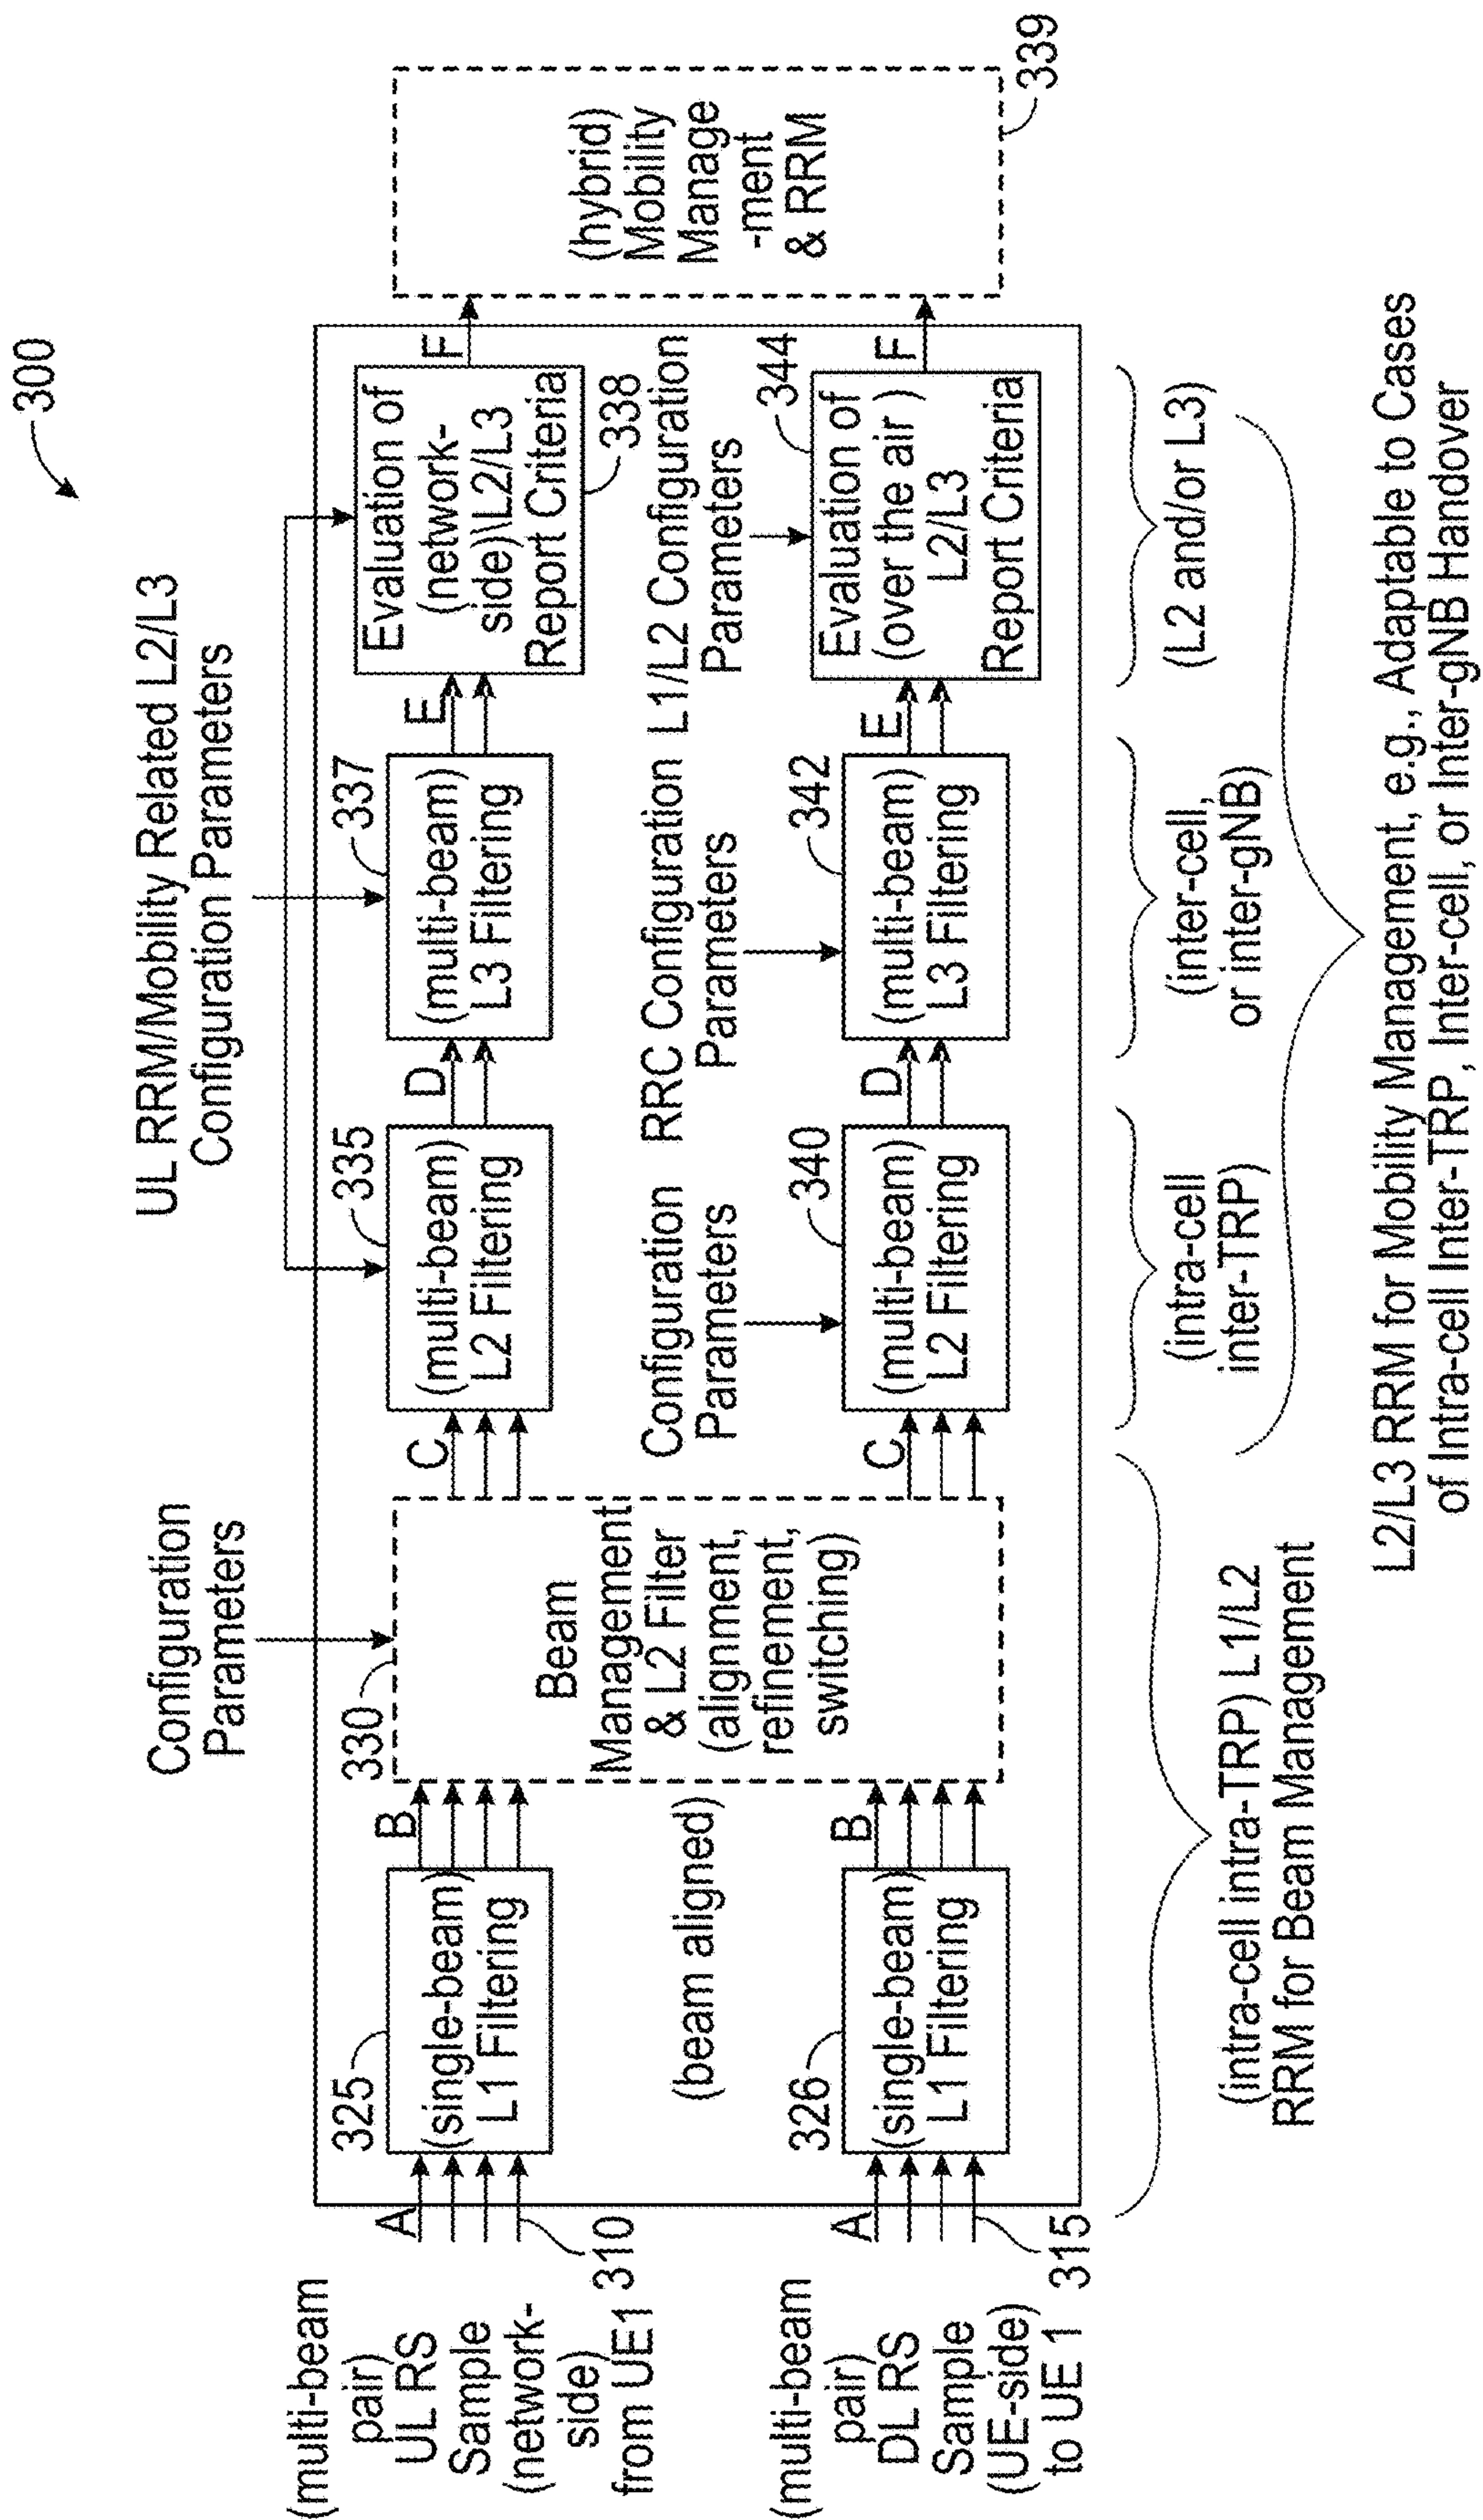 300
UL RRM/Mobility Related L2/L3
Configuration Parameters
Configuration
Parameters
(multi-beam
pair)
UL RS
Sample
(network-
side)
from UE1
310
A
325
(single-beam)
L1 Filtering
B
330
Beam
Management
& L2 Filter
(alignment,
refinement,
switching)
C
335
(multi-beam)
L2 Filtering
D
337
(multi-beam)
L3 Filtering
E
Evaluation of
(network-
side)\L2/L3
Report Criteria
338
F
(hybrid)
Mobility
Manage
-ment
& RRM
339
(beam aligned)
Configuration
Parameters
RRC Configuration
Parameters
L1/L2 Configuration
Parameters
(multi-beam
pair)
DL RS
Sample
(UE-side)
to UE 1
315
A
326
(single-beam)
L1 Filtering
B
C
340
(multi-beam)
L2 Filtering
D
342
(multi-beam)
L3 Filtering
E
344
Evaluation of
(over the air )
L2/L3
Report Criteria
F
(intra-cell intra-TRP) L1/L2
RRM for Beam Management
(intra-cell
inter-TRP)
(inter-cell,
or inter-gNB)
(L2 and/or L3)
L2/L3 RRM for Mobility Management, e.g., Adaptable to Cases
of Intra-cell Inter-TRP, Inter-cell, or Inter-gNB Handover